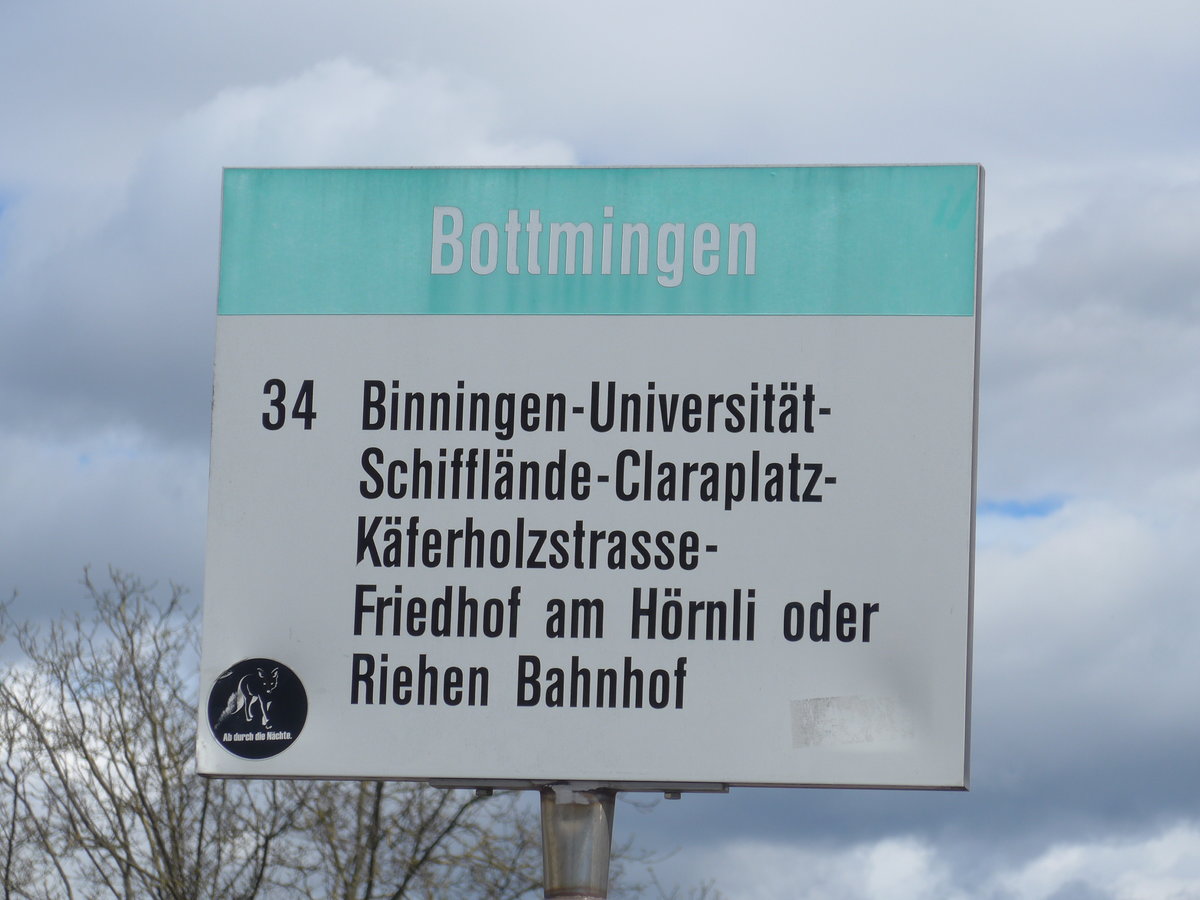 Bottmingen
34 Binningen-Universität-
Schifflände-Claraplatz-
Käferholzstrasse-
Friedhof am Hörnli oder
Riehen Bahnhof
Ab durch die Nächte.